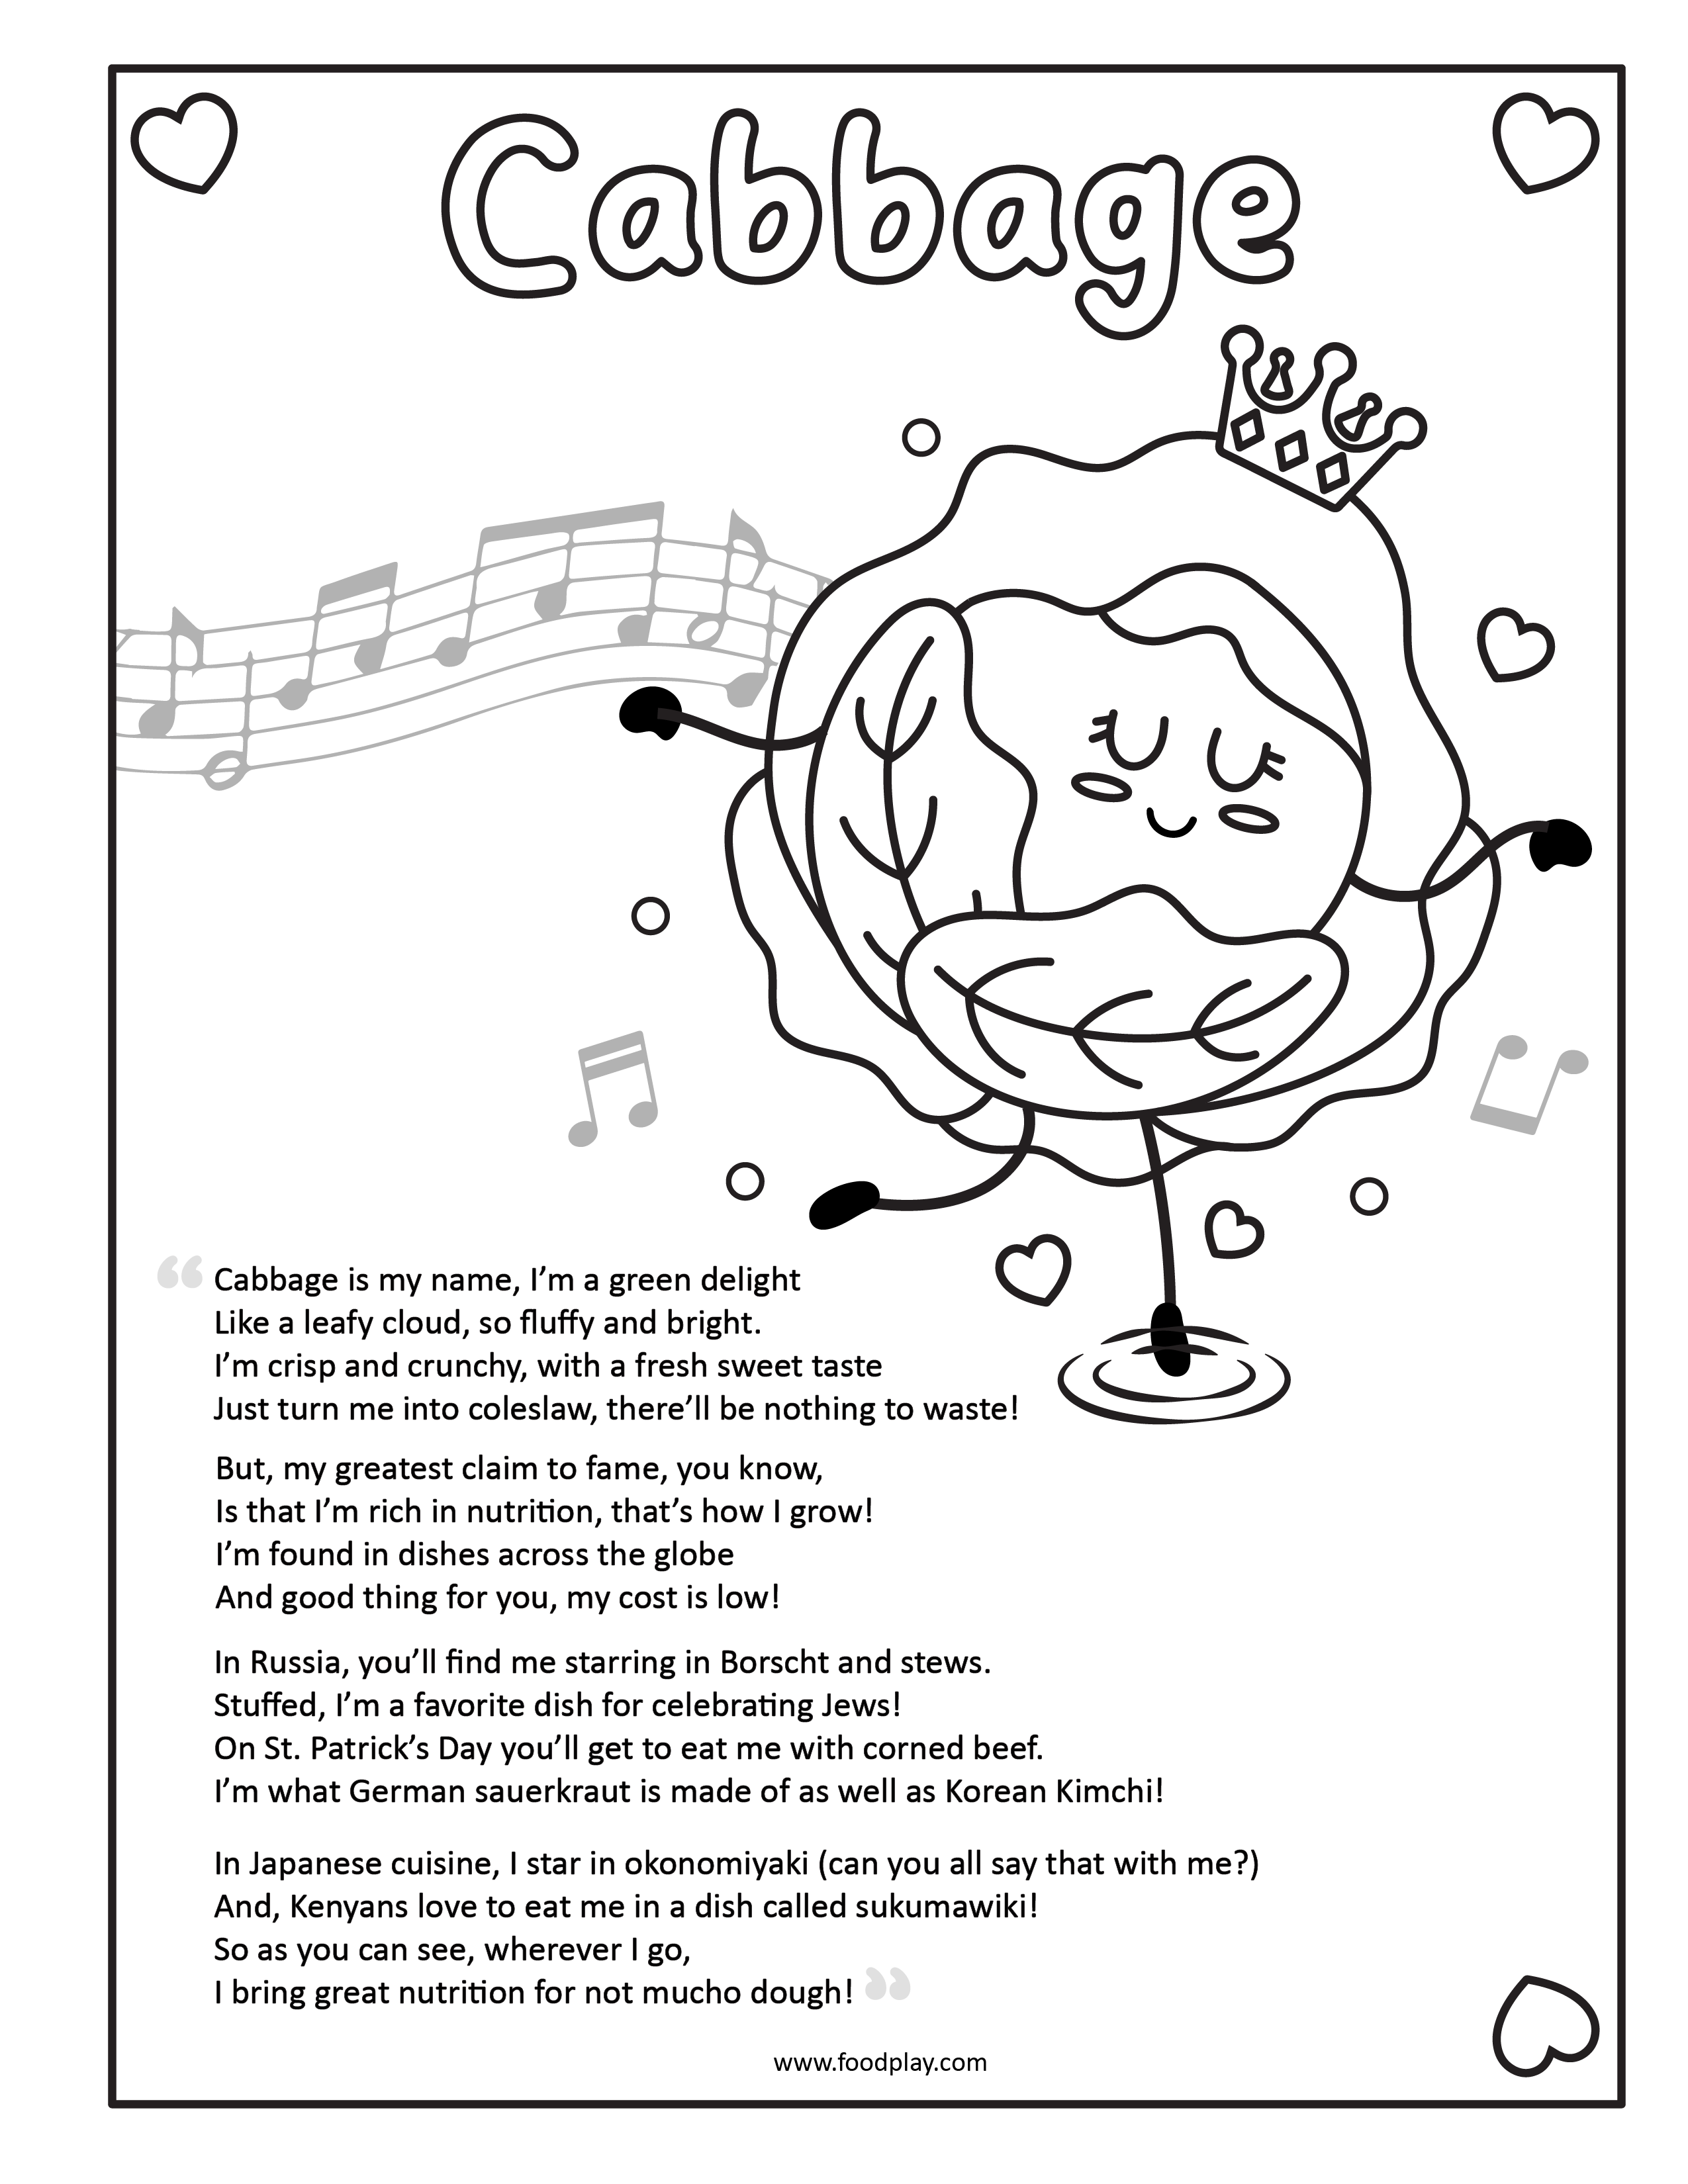 Cabbage
“Cabbage is my name, I’m a green delight
Like a leafy cloud, so fluffy and bright.
I’m crisp and crunchy, with a fresh sweet taste
Just turn me into coleslaw, there’ll be nothing to waste!
But, my greatest claim to fame, you know,
Is that I’m rich in nutrition, that’s how I grow!
I’m found in dishes across the globe
And good thing for you, my cost is low!
In Russia, you’ll find me starring in Borscht and stews.
Stuffed, I’m a favorite dish for celebrating Jews!
On St. Patrick’s Day you’ll get to eat me with corned beef.
I’m what German sauerkraut is made of as well as Korean Kimchi!
In Japanese cuisine, I star in okonomiyaki (can you all say that with me?)
And, Kenyans love to eat me in a dish called sukumawiki!
So as you can see, wherever I go,
I bring great nutrition for not mucho dough!”
www.foodplay.com